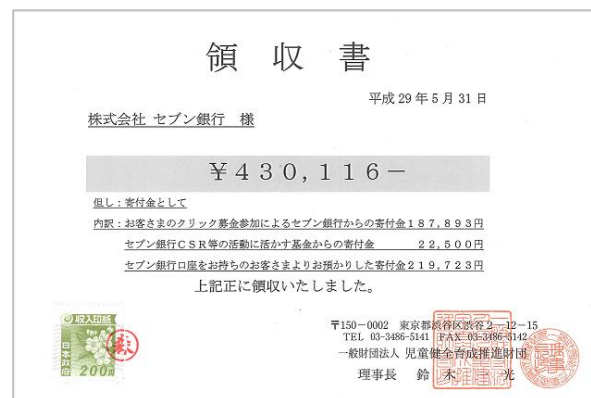 領 収 書
平成 29 年 5 月 31 日
株式会社 セブン銀行 様
￥４３０,１１６－
但し：寄付金として
内訳：お客さまのクリック募金参加によるセブン銀行からの寄付金１８７,８９３円
セブン銀行ＣＳＲ等の活動に活かす基金からの寄付金 ２２,５００円
セブン銀行口座をお持ちのお客さまよりお預かりした寄付金２１９,７２３円
上記正に領収いたしました。
収入印紙
日本政府
200円
〒150－0002 東京都渋谷区渋谷２－12－15
TEL 03-3486-5141 FAX 03-3486-5142
一般財団法人 児童健全育成推進財団
理事長 鈴 木 一 光